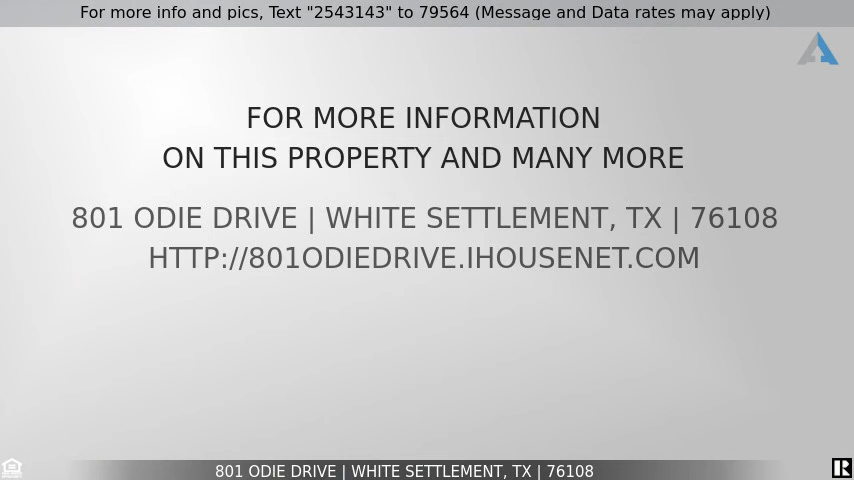 For more info and pics, Text "2543143" to 79564 (Message and Data rates may apply)
FOR MORE INFORMATION
ON THIS PROPERTY AND MANY MORE
801 ODIE DRIVE | WHITE SETTLEMENT, TX | 76108
HTTP://801ODIEDRIVE.IHOUSENET.COM
801 ODIE DRIVE | WHITE SETTLEMENT, TX | 76108